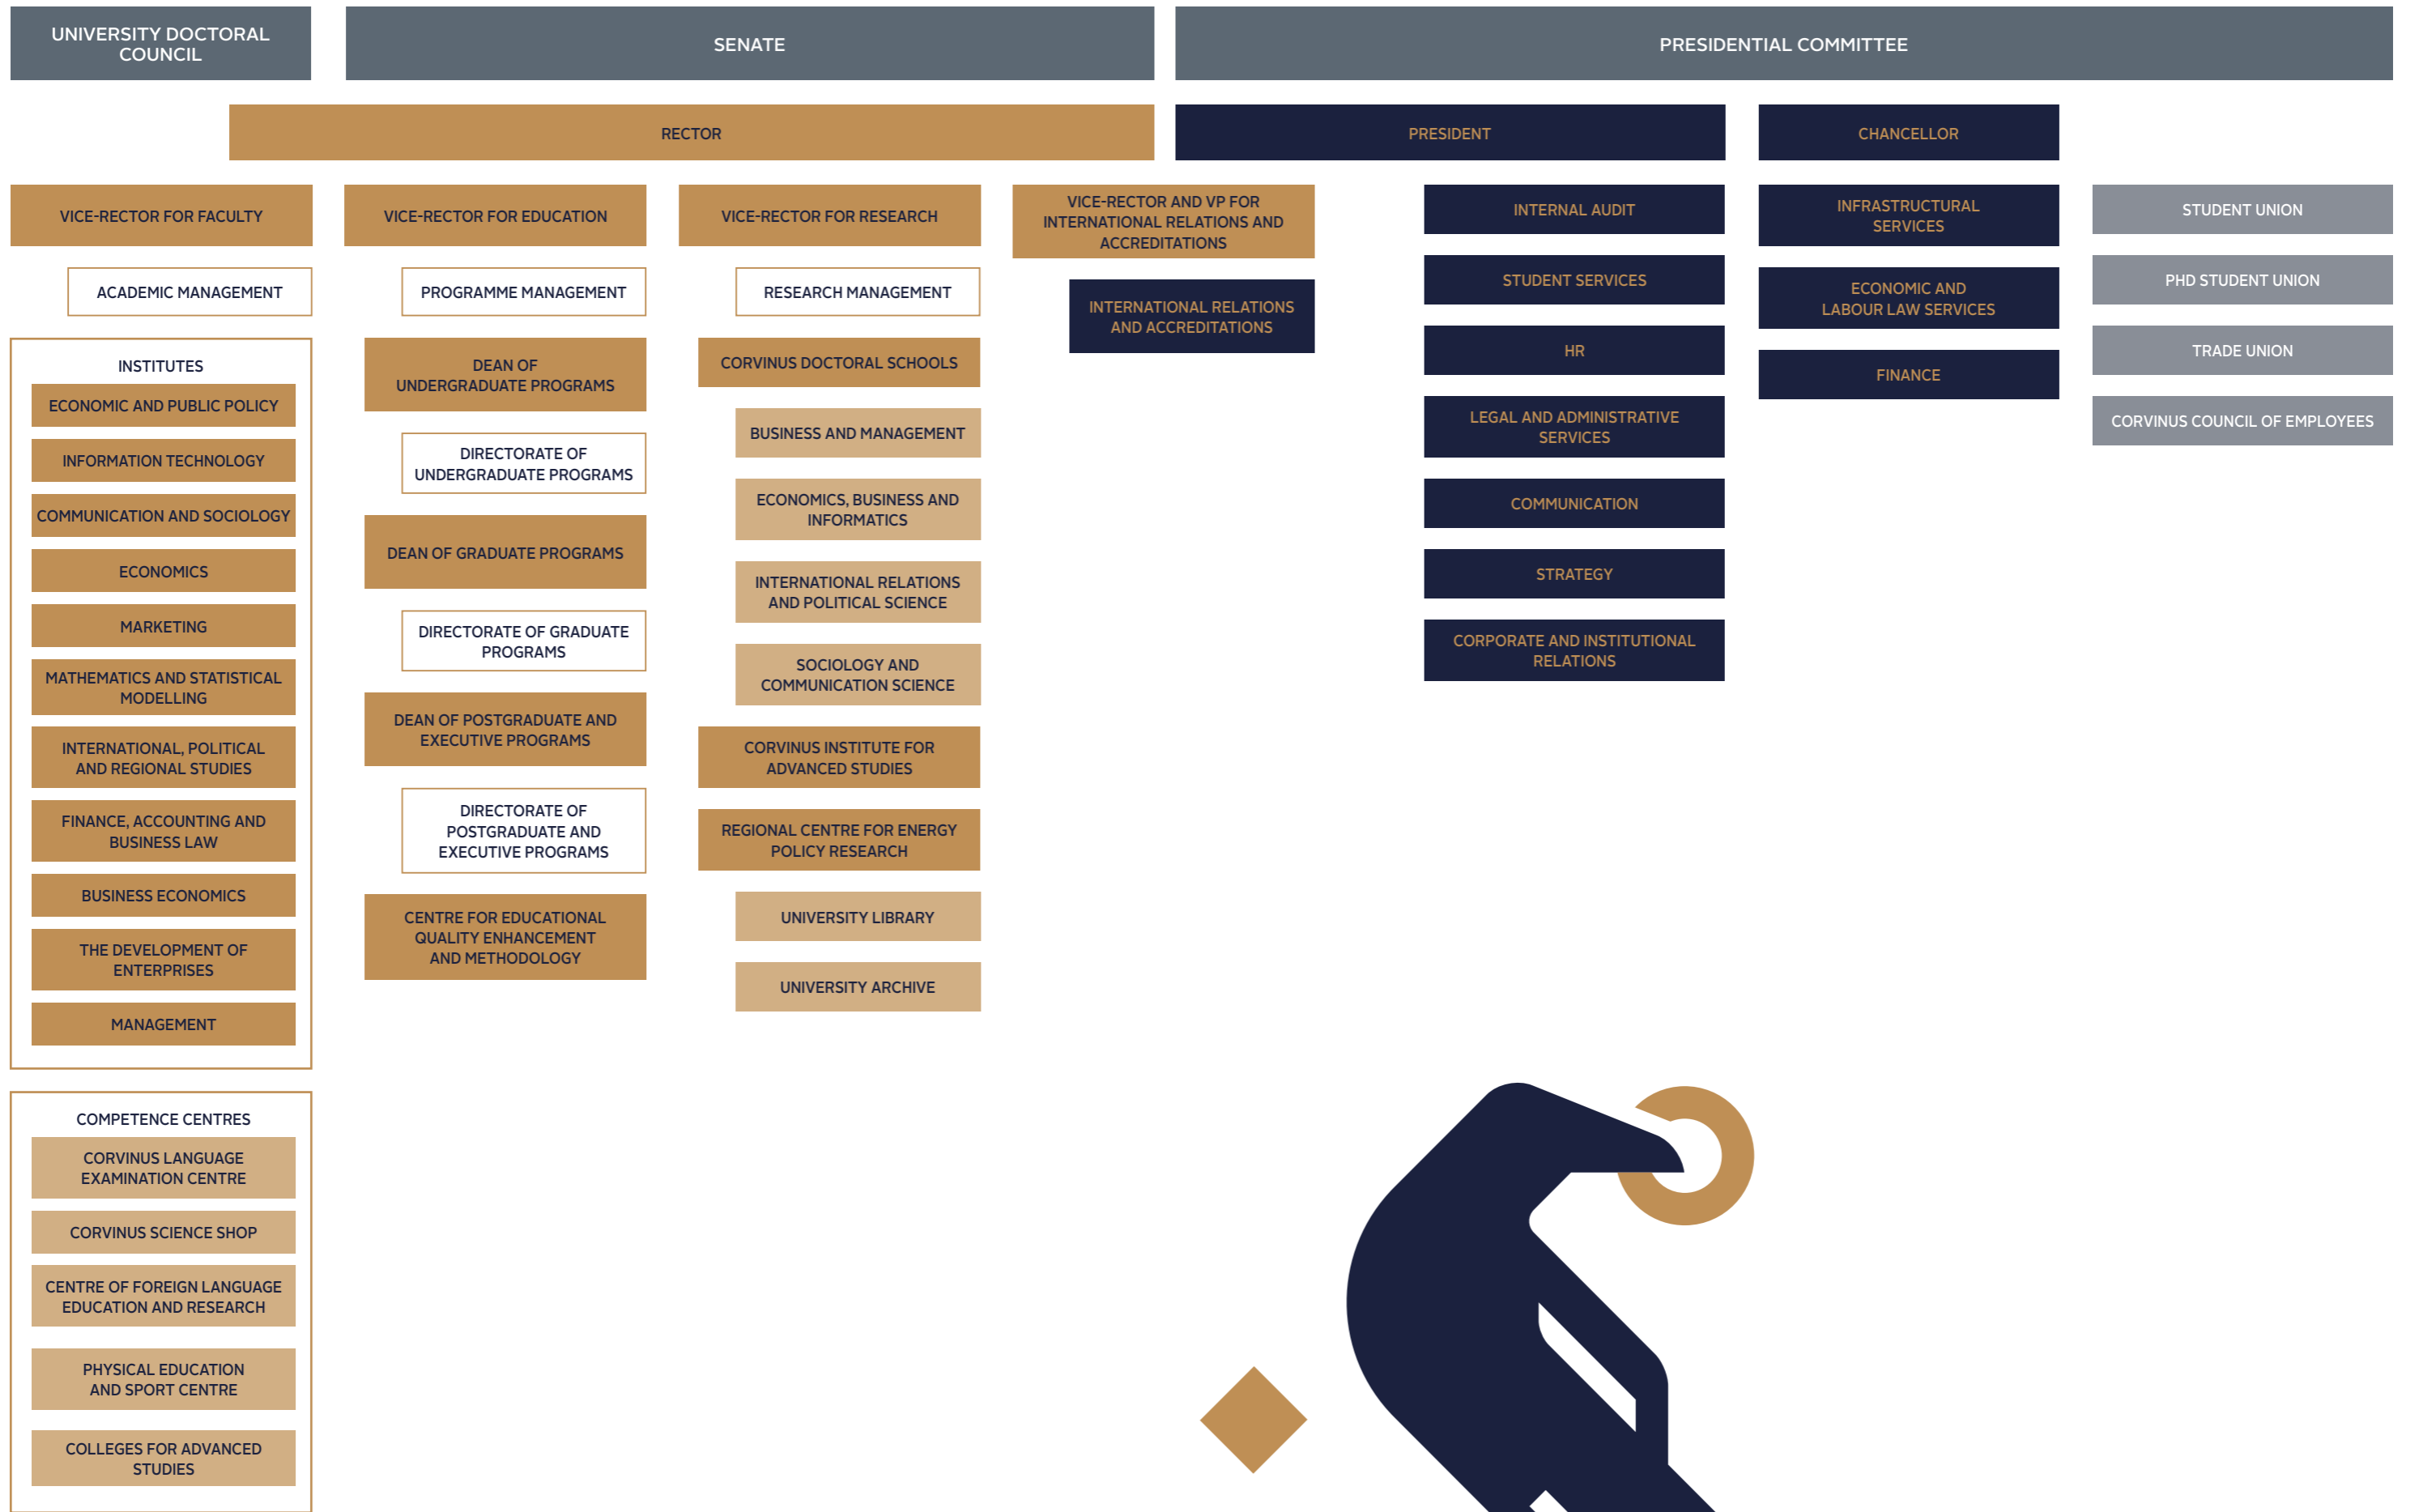 UNIVERSITY DOCTORAL
COUNCIL
SENATE
PRESIDENTIAL COMMITTEE
RECTOR
PRESIDENT
CHANCELLOR
VICE-RECTOR FOR FACULTY
ACADEMIC MANAGEMENT
INSTITUTES
ECONOMIC AND PUBLIC POLICY
INFORMATION TECHNOLOGY
COMMUNICATION AND SOCIOLOGY
ECONOMICS
MARKETING
MATHEMATICS AND STATISTICAL
MODELLING
INTERNATIONAL, POLITICAL
AND REGIONAL STUDIES
FINANCE, ACCOUNTING AND
BUSINESS LAW
BUSINESS ECONOMICS
THE DEVELOPMENT OF
ENTERPRISES
MANAGEMENT
COMPETENCE CENTRES
CORVINUS LANGUAGE
EXAMINATION CENTRE
CORVINUS SCIENCE SHOP
CENTRE OF FOREIGN LANGUAGE
EDUCATION AND RESEARCH
PHYSICAL EDUCATION
AND SPORT CENTRE
COLLEGES FOR ADVANCED
STUDIES
VICE-RECTOR FOR EDUCATION
PROGRAMME MANAGEMENT
DEAN OF
UNDERGRADUATE PROGRAMS
DIRECTORATE OF
UNDERGRADUATE PROGRAMS
DEAN OF GRADUATE PROGRAMS
DIRECTORATE OF GRADUATE
PROGRAMS
DEAN OF POSTGRADUATE AND
EXECUTIVE PROGRAMS
DIRECTORATE OF
POSTGRADUATE AND
EXECUTIVE PROGRAMS
CENTRE FOR EDUCATIONAL
QUALITY ENHANCEMENT
AND METHODOLOGY
VICE-RECTOR FOR RESEARCH
RESEARCH MANAGEMENT
CORVINUS DOCTORAL SCHOOLS
BUSINESS AND MANAGEMENT
ECONOMICS, BUSINESS AND
INFORMATICS
INTERNATIONAL RELATIONS
AND POLITICAL SCIENCE
SOCIOLOGY AND
COMMUNICATION SCIENCE
CORVINUS INSTITUTE FOR
ADVANCED STUDIES
REGIONAL CENTRE FOR ENERGY
POLICY RESEARCH
UNIVERSITY LIBRARY
UNIVERSITY ARCHIVE
VICE-RECTOR AND VP FOR
INTERNATIONAL RELATIONS AND
ACCREDITATIONS
INTERNATIONAL RELATIONS
AND ACCREDITATIONS
INTERNAL AUDIT
STUDENT SERVICES
HR
LEGAL AND ADMINISTRATIVE
SERVICES
COMMUNICATION
STRATEGY
CORPORATE AND INSTITUTIONAL
RELATIONS
INFRASTRUCTURAL
SERVICES
ECONOMIC AND
LABOUR LAW SERVICES
FINANCE
STUDENT UNION
PHD STUDENT UNION
TRADE UNION
CORVINUS COUNCIL OF EMPLOYEES